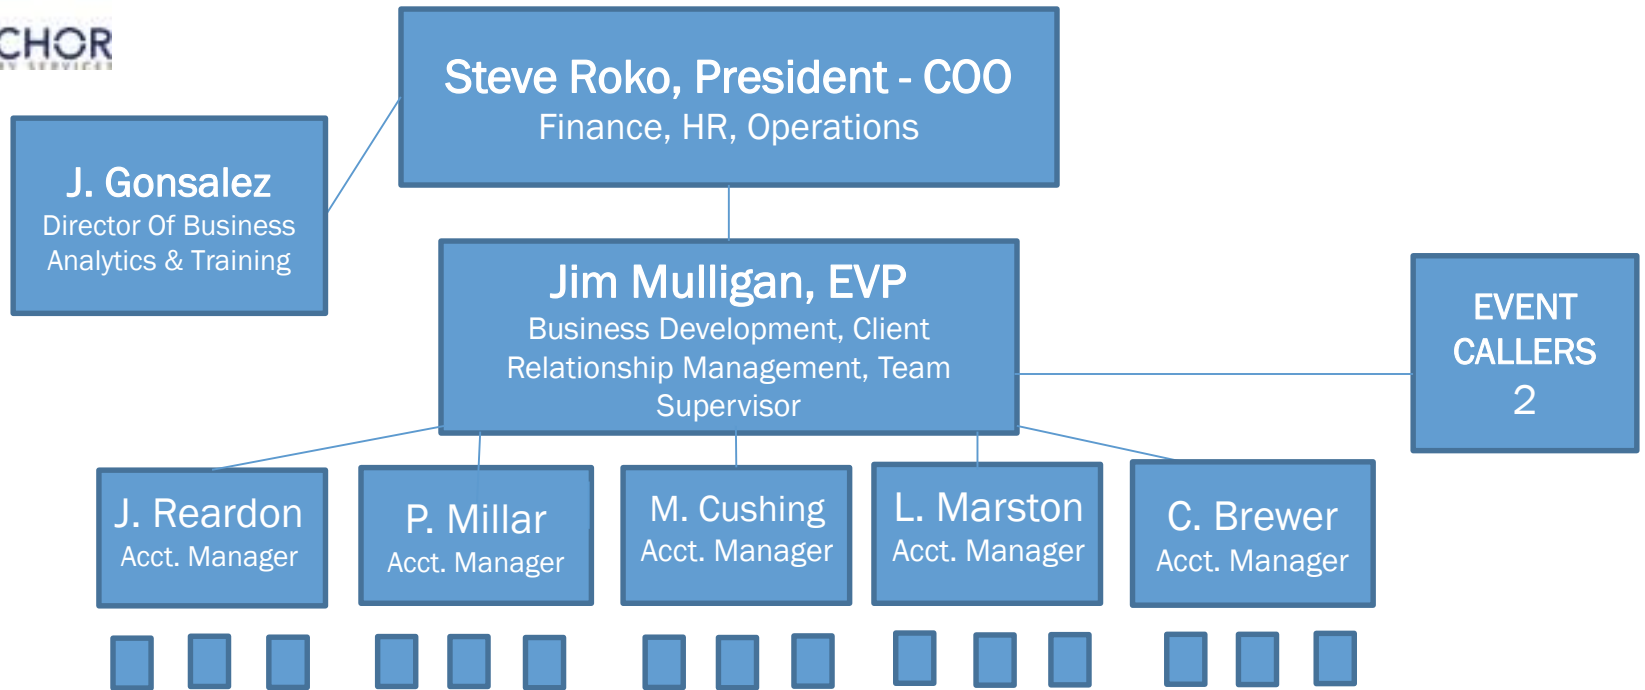 CHOR
Steve Roko, President - COO
Finance, HR, Operations
J. Gonsalez
Director Of Business
Analytics & Training
Jim Mulligan, EVP
Business Development, Client
Relationship Management, Team
Supervisor
EVENT
CALLERS
2
J. Reardon
Acct. Manager
P. Millar
Acct. Manager
M. Cushing
Acct. Manager
L. Marston
Acct. Manager
C. Brewer
Acct. Manager